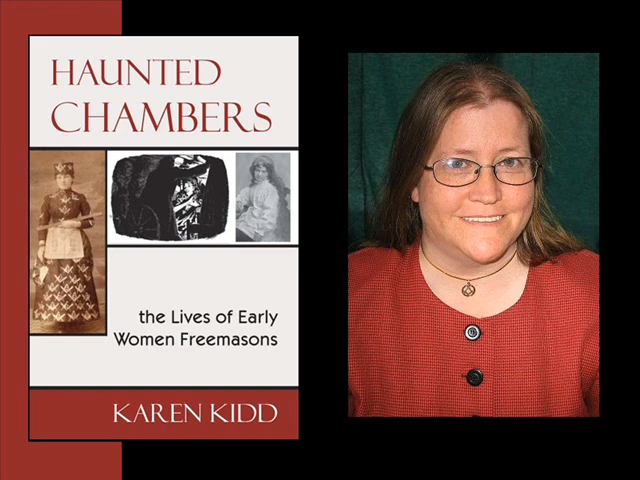 HAUNTED
CHAMBERS
the Lives of Early
Women Freemasons
KAREN KIDD